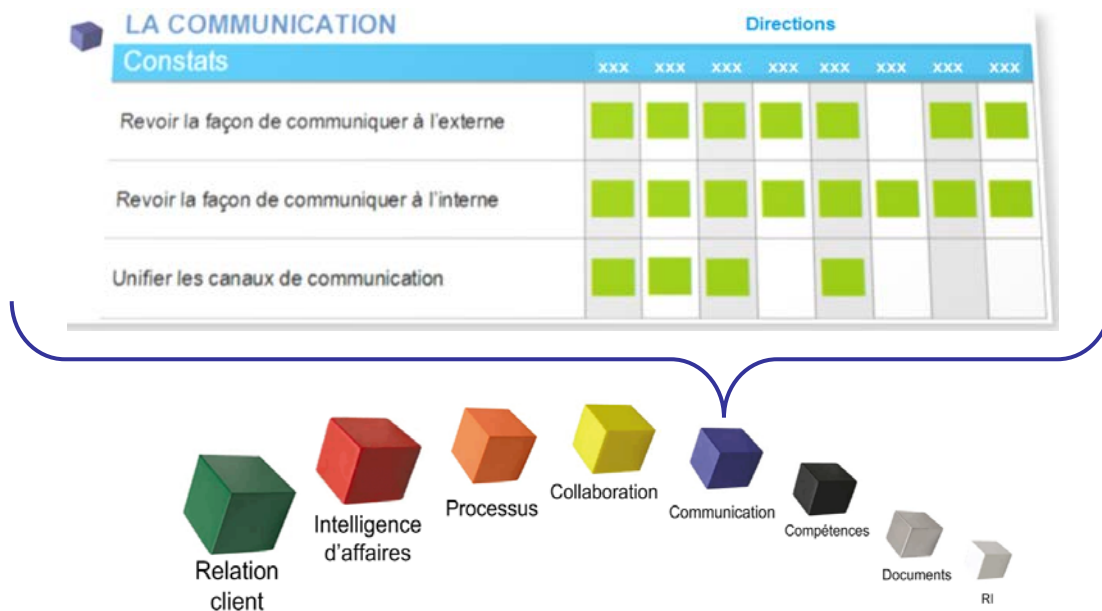 LA COMMUNICATION
Directions
Constats xxx xxx xxx xxx xxx xxx xxx xxx
Revoir la façon de communiquer à l'externe
Revoir la façon de communiquer à l'interne
Unifier les canaux de communication
Relation
client
Intelligence
d'affaires
Processus
Collaboration
Communication
Compétences
Documents
RI